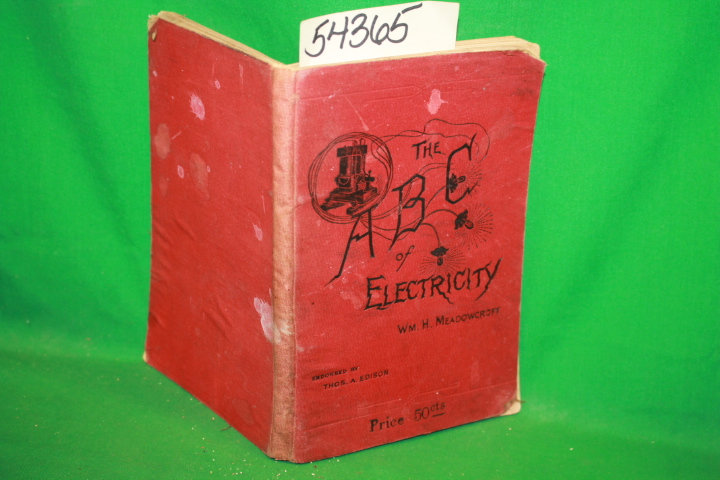 54365
THE
ABC
of
ELECTRICITY
WM. H. MEADOWCROFT
ENDORSED BY:
THOS. A. EDISON
Price 50cts